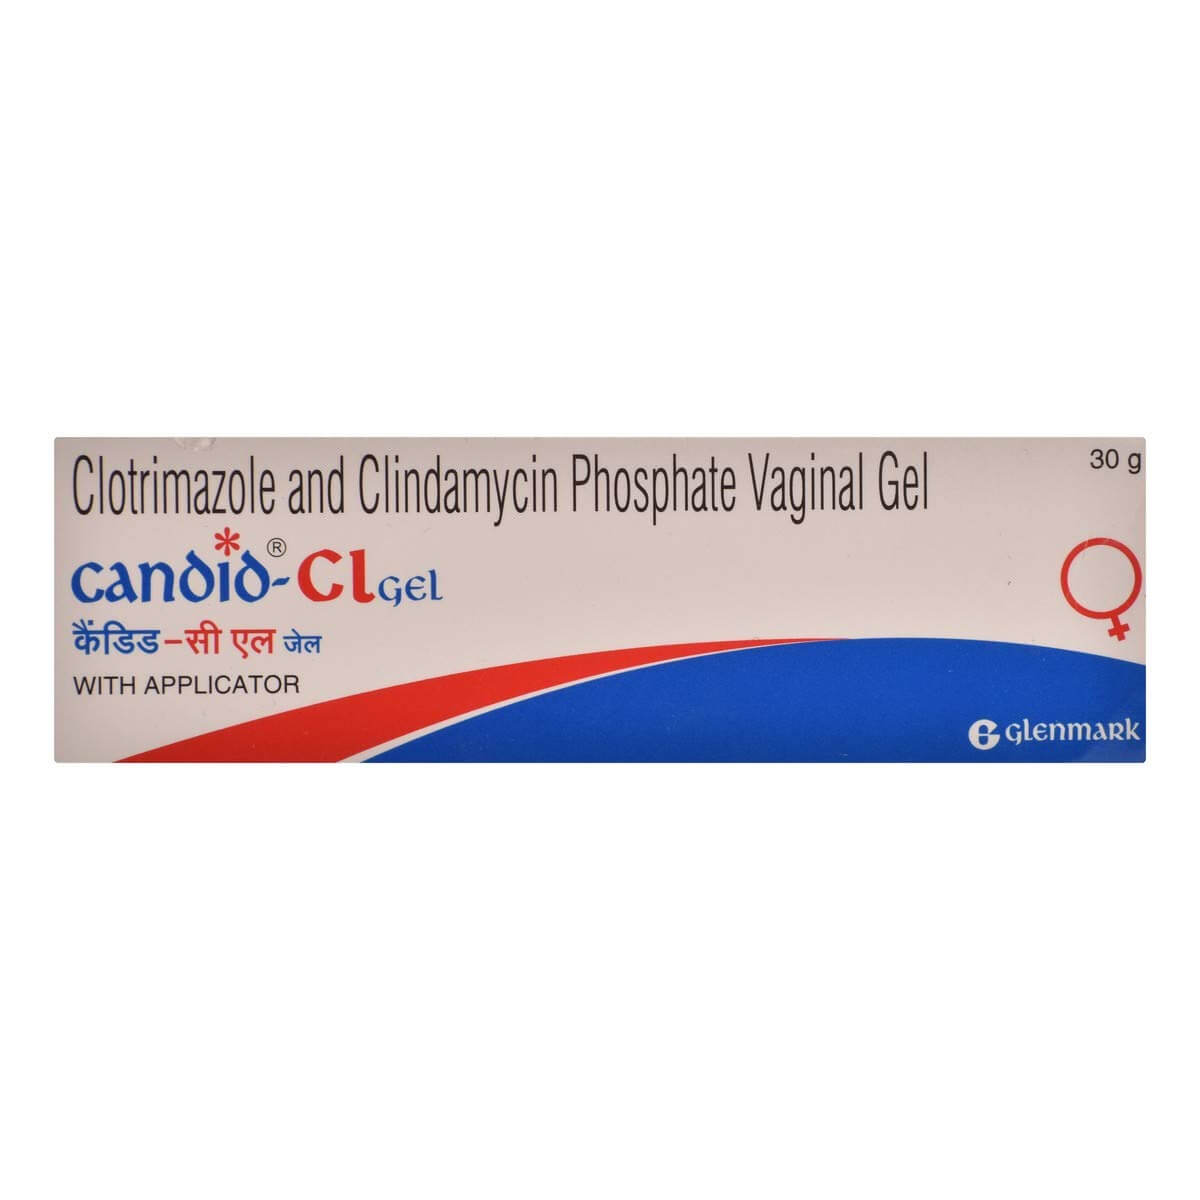 Clotrimazole and Clindamycin Phosphate Vaginal Gel
30 g
candid®-Cl GEL
कैंडिड-सी एल जेल
WITH APPLICATOR
G glenmark